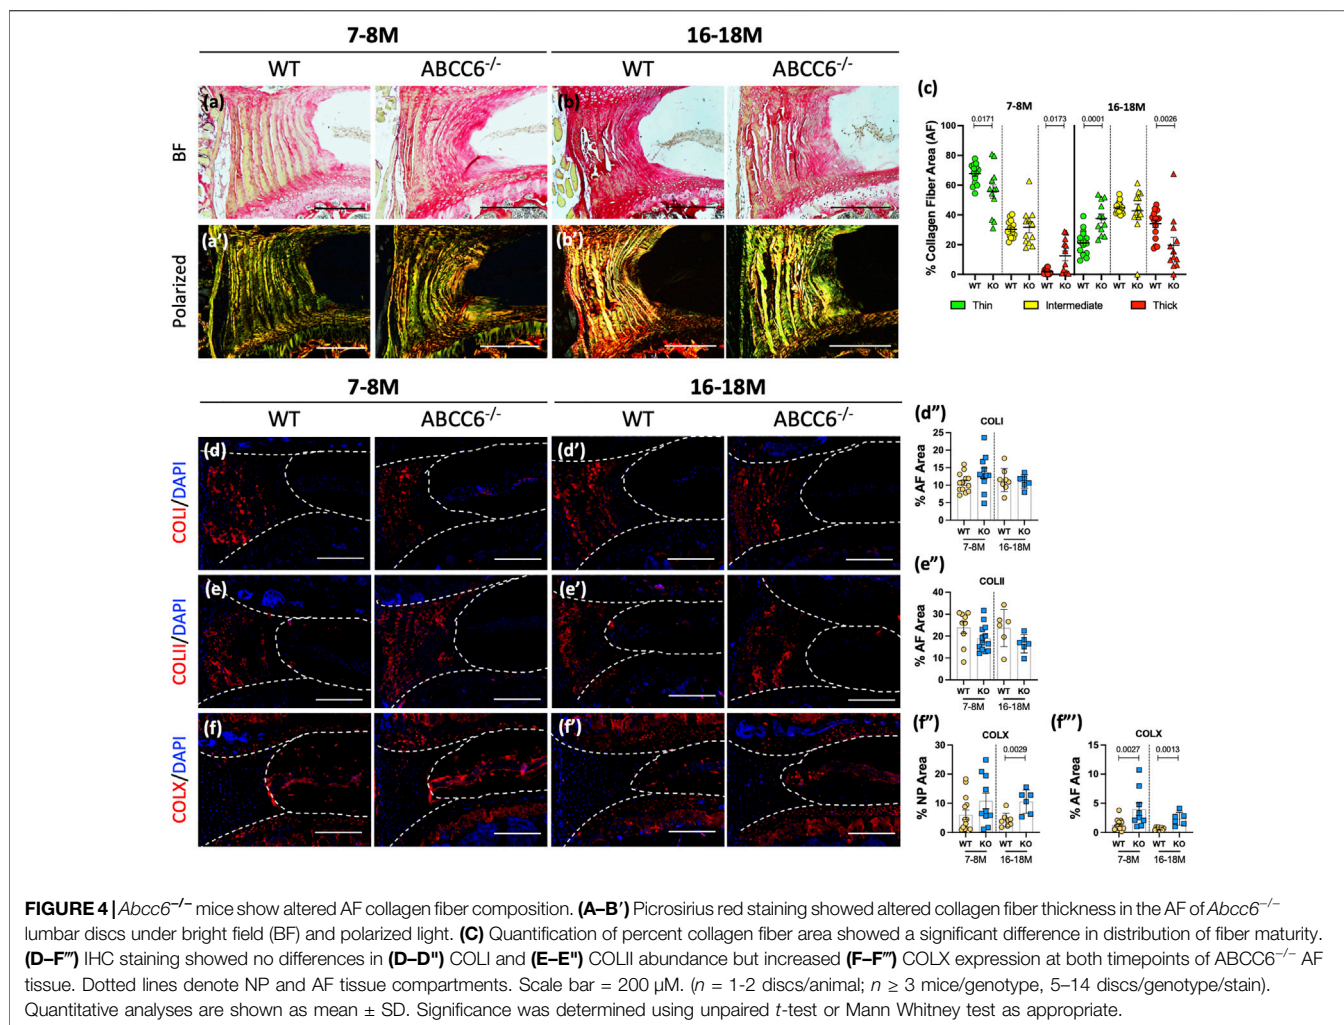 7-8M 16-18M
WT ABCC6-/- WT ABCC6-/-
BF
(a)
(b)
Polarized
(a')
(b')
(c)
7-8M 16-18M
0.0171 0.0173 0.0001 0.0026
% Collagen Fiber Area (AF)
100
80
60
40
20
0
WT KO WT KO WT KO WT KO WT KO WT KO
Thin Intermediate Thick
7-8M 16-18M
WT ABCC6-/- WT ABCC6-/-
COLI/DAPI
(d)
(d')
(d")
COLI
% AF Area
25
20
15
10
5
0
WT KO WT KO
7-8M 16-18M
COLII/DAPI
(e)
(e')
(e")
COLII
% AF Area
40
30
20
10
0
WT KO WT KO
7-8M 16-18M
COLX/DAPI
(f)
(f')
(f")
COLX
0.0029
% NP Area
30
20
10
0
WT KO WT KO
7-8M 16-18M
(f"')
COLX
0.0027 0.0013
% AF Area
15
10
5
0
WT KO WT KO
7-8M 16-18M
FIGURE 4 | Abcc6−/− mice show altered AF collagen fiber composition. (A–B′) Picrosirius red staining showed altered collagen fiber thickness in the AF of Abcc6−/−
lumbar discs under bright field (BF) and polarized light. (C) Quantification of percent collagen fiber area showed a significant difference in distribution of fiber maturity.
(D–F‴) IHC staining showed no differences in (D–D") COLI and (E–E") COLII abundance but increased (F–F‴) COLX expression at both timepoints of ABCC6−/− AF
tissue. Dotted lines denote NP and AF tissue compartments. Scale bar = 200 µM. (n = 1-2 discs/animal; n ≥ 3 mice/genotype, 5–14 discs/genotype/stain).
Quantitative analyses are shown as mean ± SD. Significance was determined using unpaired t-test or Mann Whitney test as appropriate.